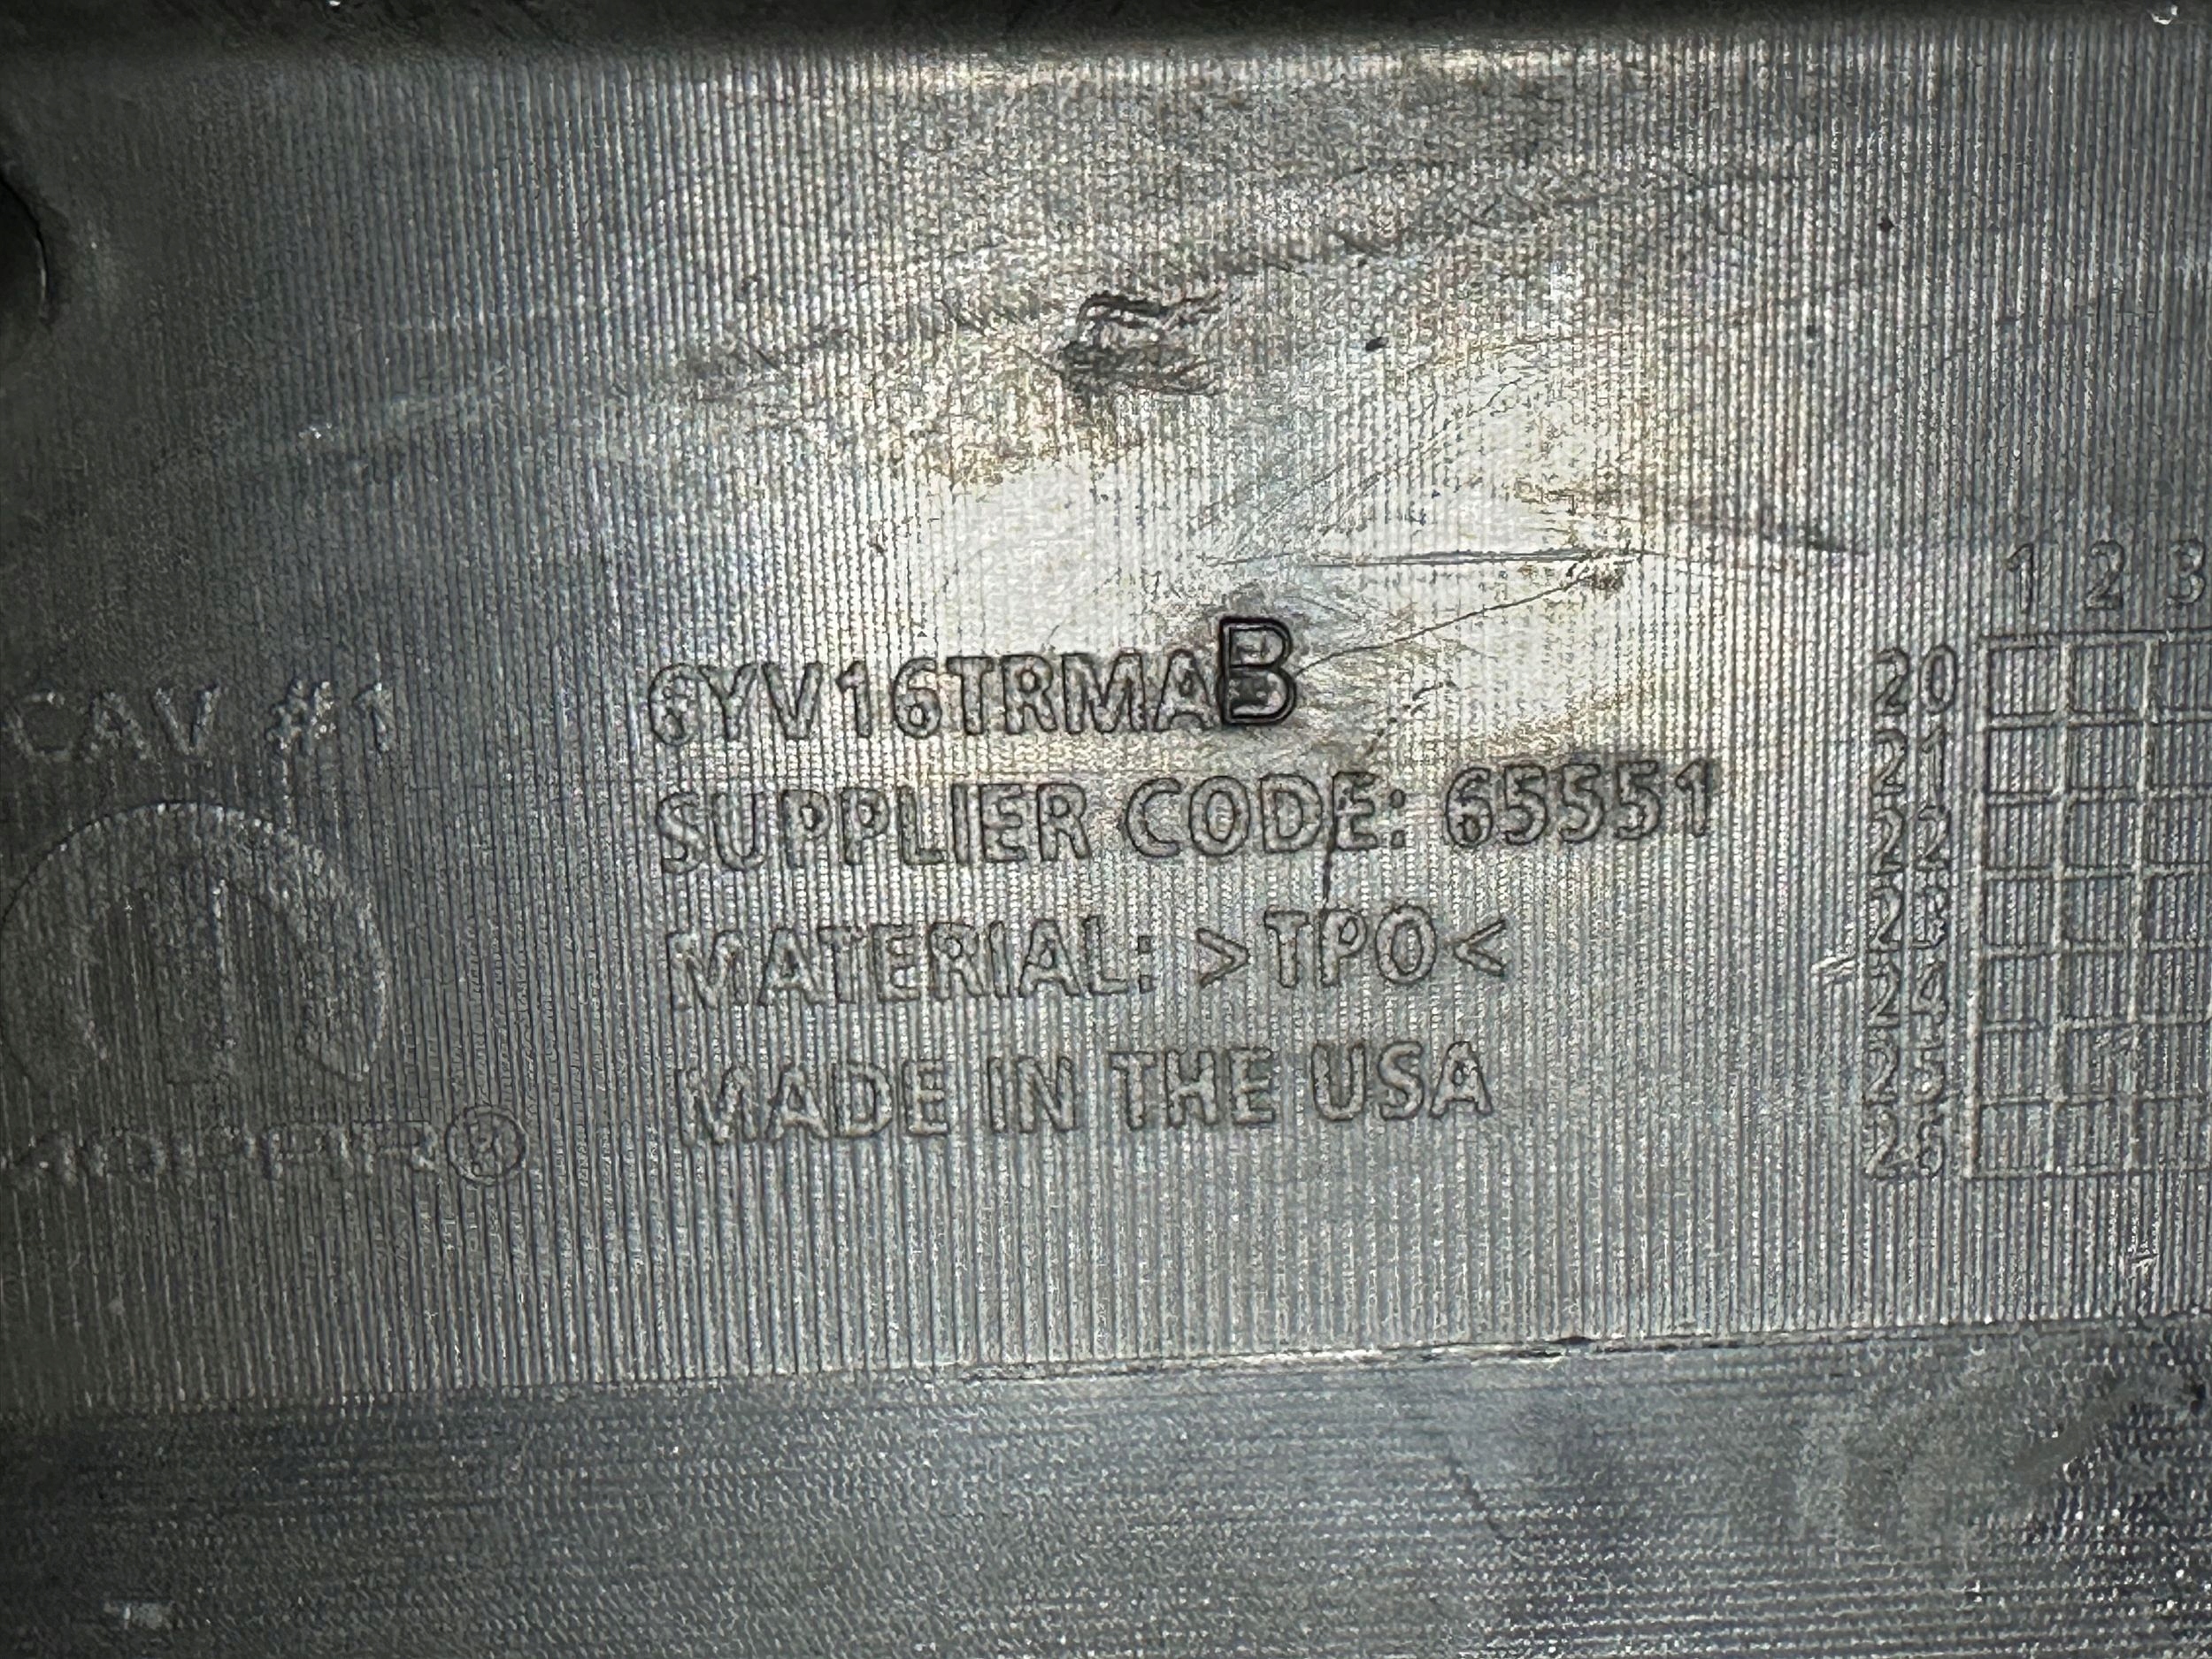 1 2 3
CAV #1
6YV16TRMAB
SUPPLIER CODE: 65551
MATERIAL: >TPO<
MADE IN THE USA
MOPAR®
20
21
22
23
24
25
26